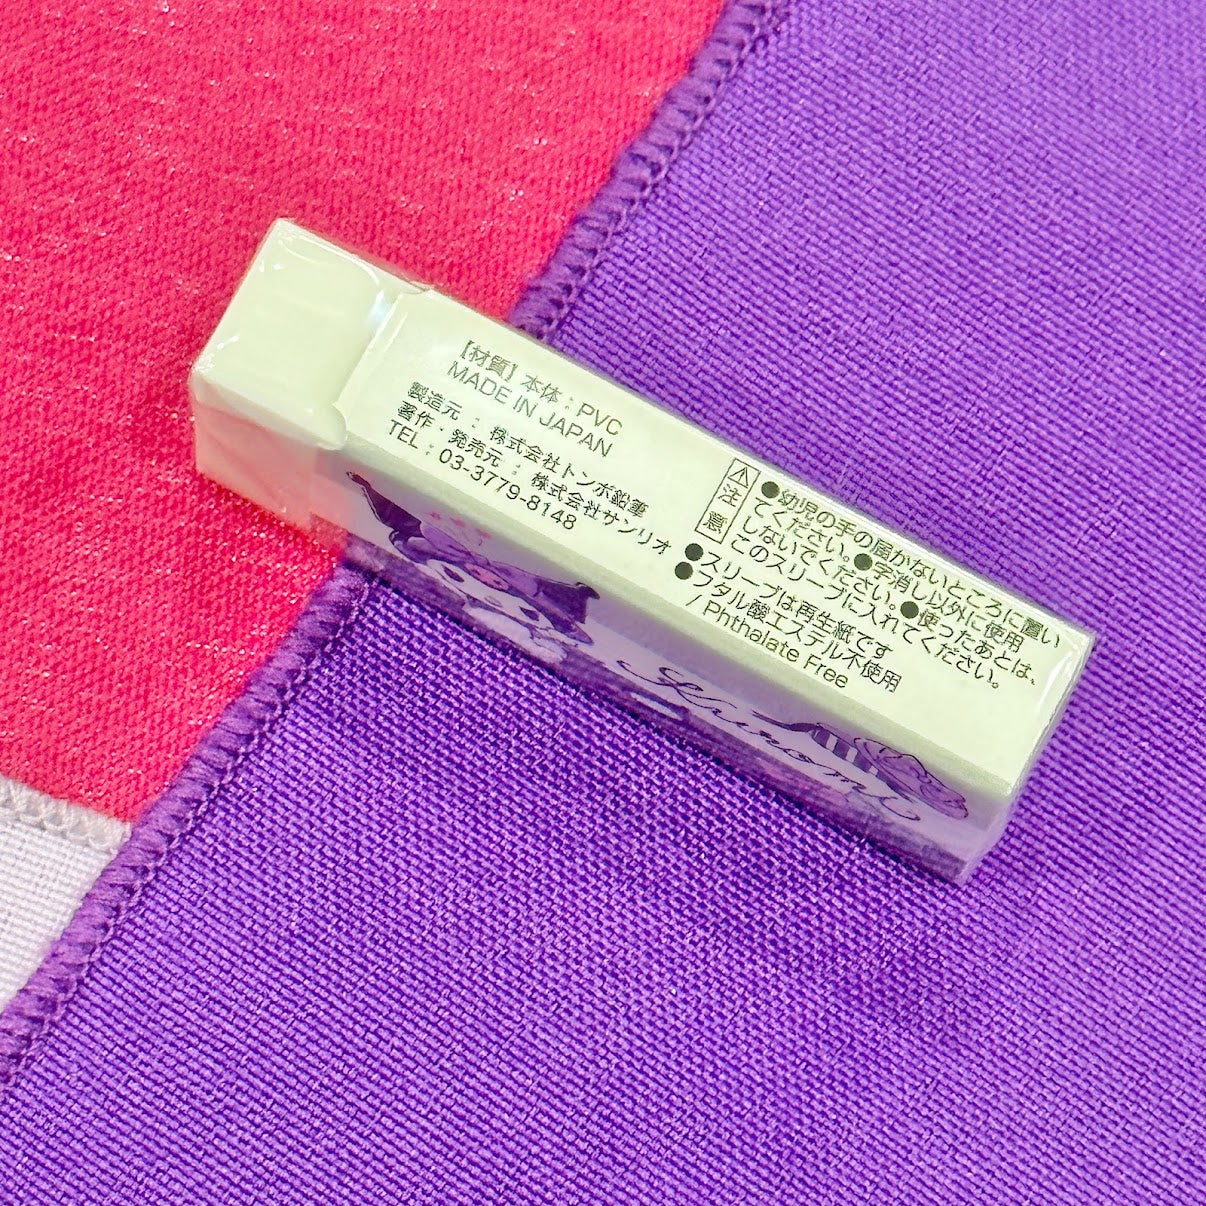 【材質】本体：PVC
MADE IN JAPAN
製造元：株式会社トンボ鉛筆
著作・発売元：株式会社サンリオ
TEL：03-3779-8148
⚠注意
●幼児の手の届かないところに置い
てください。●字消し以外に使用
しないでください。●使ったあとは、
このスリーブに入れてください。
●スリーブは再生紙です
●フタル酸エステル不使用
/ Phthalate Free
Kuromi